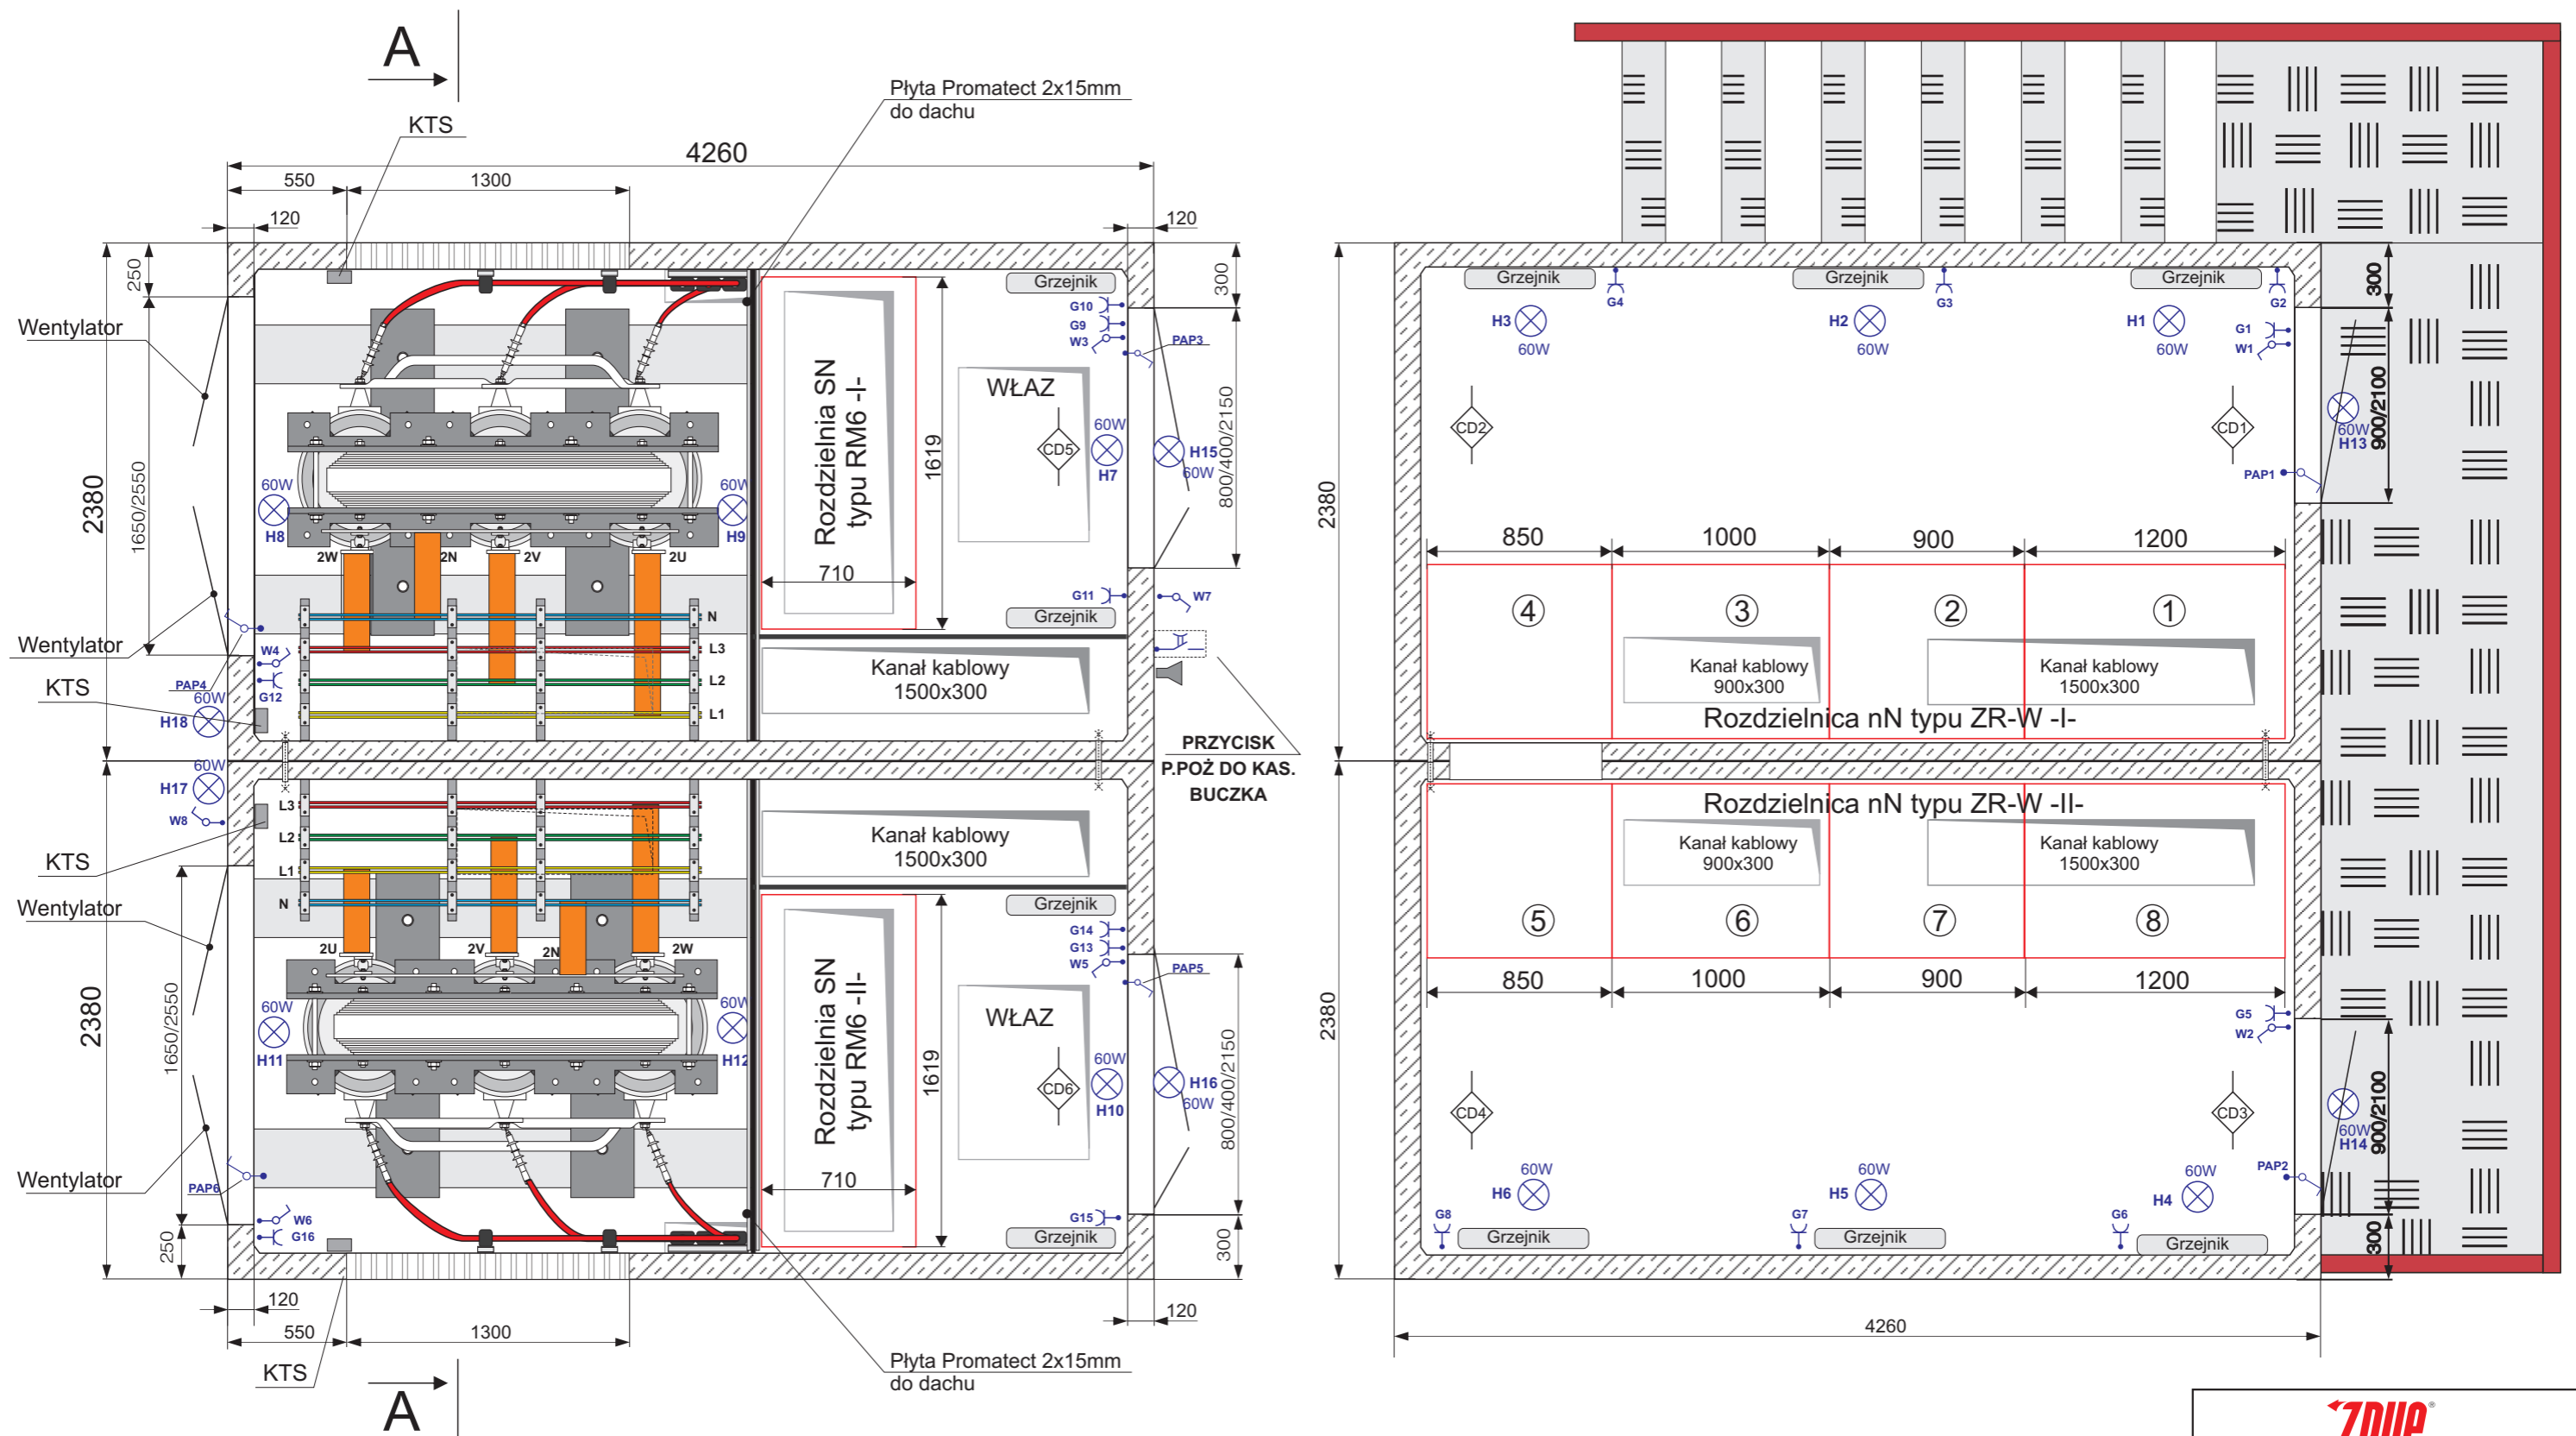 A
KTS
Płyta Promatect 2x15mm
do dachu
4260
550
1300
120
120
250
300
Wentylator
Wentylator
KTS
2380
1650/2550
Grzejnik
G10
G9
W3
PAP3
WŁAZ
CD5
60W
H7
H15
60W
800/400/2150
Rozdzielnia SN
typu RM6 -I-
1619
710
60W
H8
60W
H9
2W
2N
2V
2U
N
L3
L2
L1
W4
G12
PAP4
60W
H18
G11
W7
Grzejnik
Kanał kablowy
1500x300
PRZYCISK
P.POŻ DO KAS.
BUCZKA
60W
H17
W8
KTS
Wentylator
Wentylator
2380
1650/2550
L3
L2
L1
N
2U
2V
2N
2W
60W
H11
60W
H12
Kanał kablowy
1500x300
Grzejnik
G14
G13
W5
PAP5
WŁAZ
CD6
60W
H10
H16
60W
800/400/2150
Rozdzielnia SN
typu RM6 -II-
1619
710
PAP6
W6
G16
G15
Grzejnik
250
300
120
120
550
1300
KTS
Płyta Promatect 2x15mm
do dachu
A
Grzejnik
G4
Grzejnik
G3
Grzejnik
G2
H3
60W
H2
60W
H1
60W
G1
W1
300
900/2100
60W
H13
CD2
CD1
PAP1
2380
850
1000
900
1200
4
3
2
1
Kanał kablowy
900x300
Kanał kablowy
1500x300
Rozdzielnica nN typu ZR-W -I-
Rozdzielnica nN typu ZR-W -II-
Kanał kablowy
900x300
Kanał kablowy
1500x300
5
6
7
8
850
1000
900
1200
2380
G5
W2
CD4
CD3
60W
H14
900/2100
PAP2
60W
H6
60W
H5
60W
H4
G8
Grzejnik
G7
Grzejnik
G6
Grzejnik
300
4260
ZPUE®